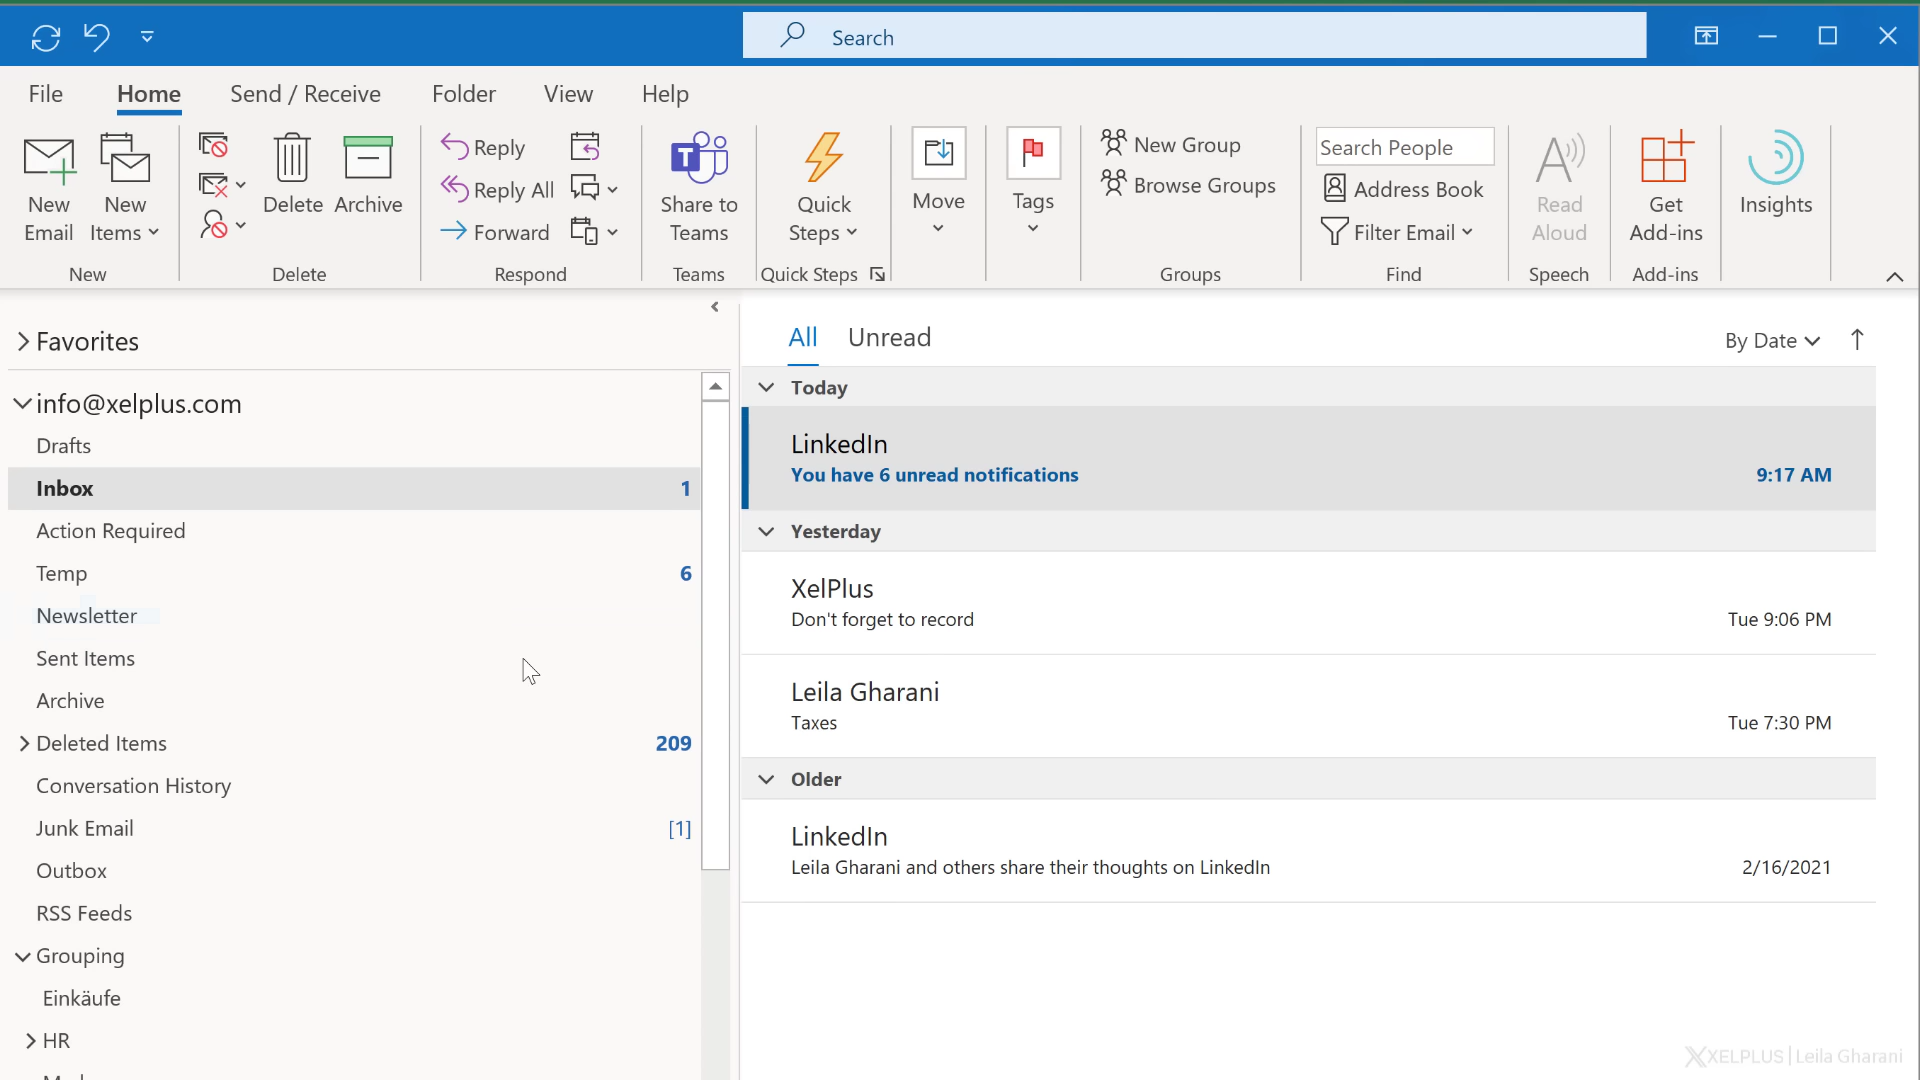 Search
File Home Send / Receive Folder View Help
New Email
New Items
New
Delete
Archive
Delete
Reply
Reply All
Forward
Respond
Share to Teams
Teams
Quick Steps
Quick Steps
Move
Tags
New Group
Browse Groups
Groups
Search People
Address Book
Filter Email
Find
Read Aloud
Speech
Get Add-ins
Add-ins
Insights
Favorites
info@xelplus.com
Drafts
Inbox 1
Action Required
Temp 6
Newsletter
Sent Items
Archive
Deleted Items 209
Conversation History
Junk Email [1]
Outbox
RSS Feeds
Grouping
Einkäufe
HR
All Unread By Date
Today
LinkedIn
You have 6 unread notifications 9:17 AM
Yesterday
XelPlus
Don't forget to record Tue 9:06 PM
Leila Gharani
Taxes Tue 7:30 PM
Older
LinkedIn
Leila Gharani and others share their thoughts on LinkedIn 2/16/2021
XELPLUS | Leila Gharani